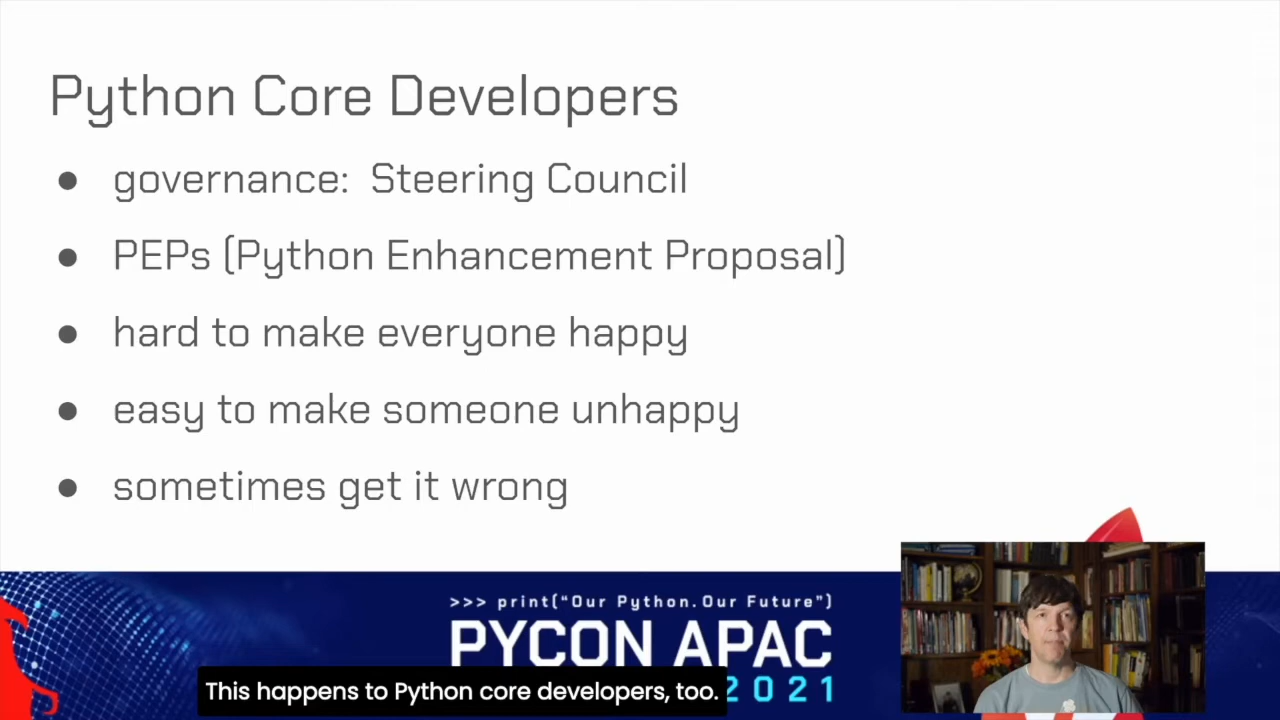 Python Core Developers
● governance: Steering Council
● PEPs (Python Enhancement Proposal)
● hard to make everyone happy
● easy to make someone unhappy
● sometimes get it wrong
>>> print("Our Python.Our Future")
PYCON APAC
2021
This happens to Python core developers, too.